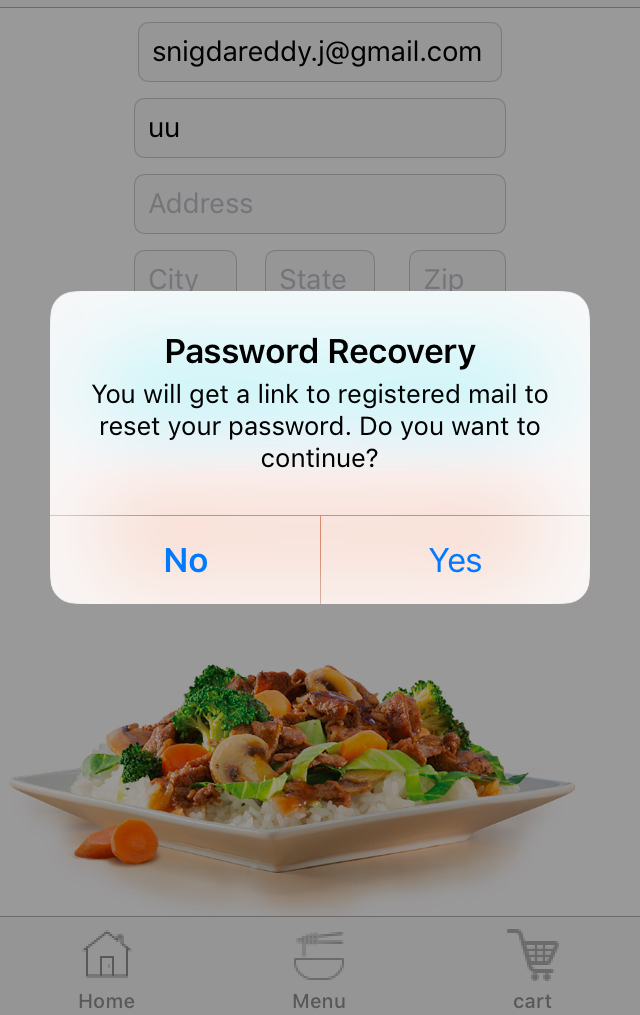 snigdareddy.j@gmail.com
uu
Address
City State Zip
Password Recovery
You will get a link to registered mail to
reset your password. Do you want to
continue?
No Yes
Home Menu cart